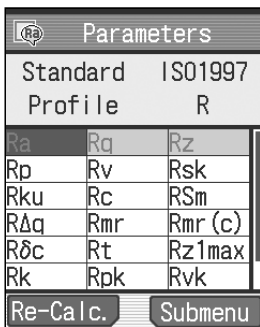 Ra Parameters
Standard ISO1997
Profile R
Ra Rq Rz
Rp Rv Rsk
Rku Rc RSm
RΔq Rmr Rmr(c)
Rδc Rt Rz1max
Rk Rpk Rvk
Re-Calc. Submenu